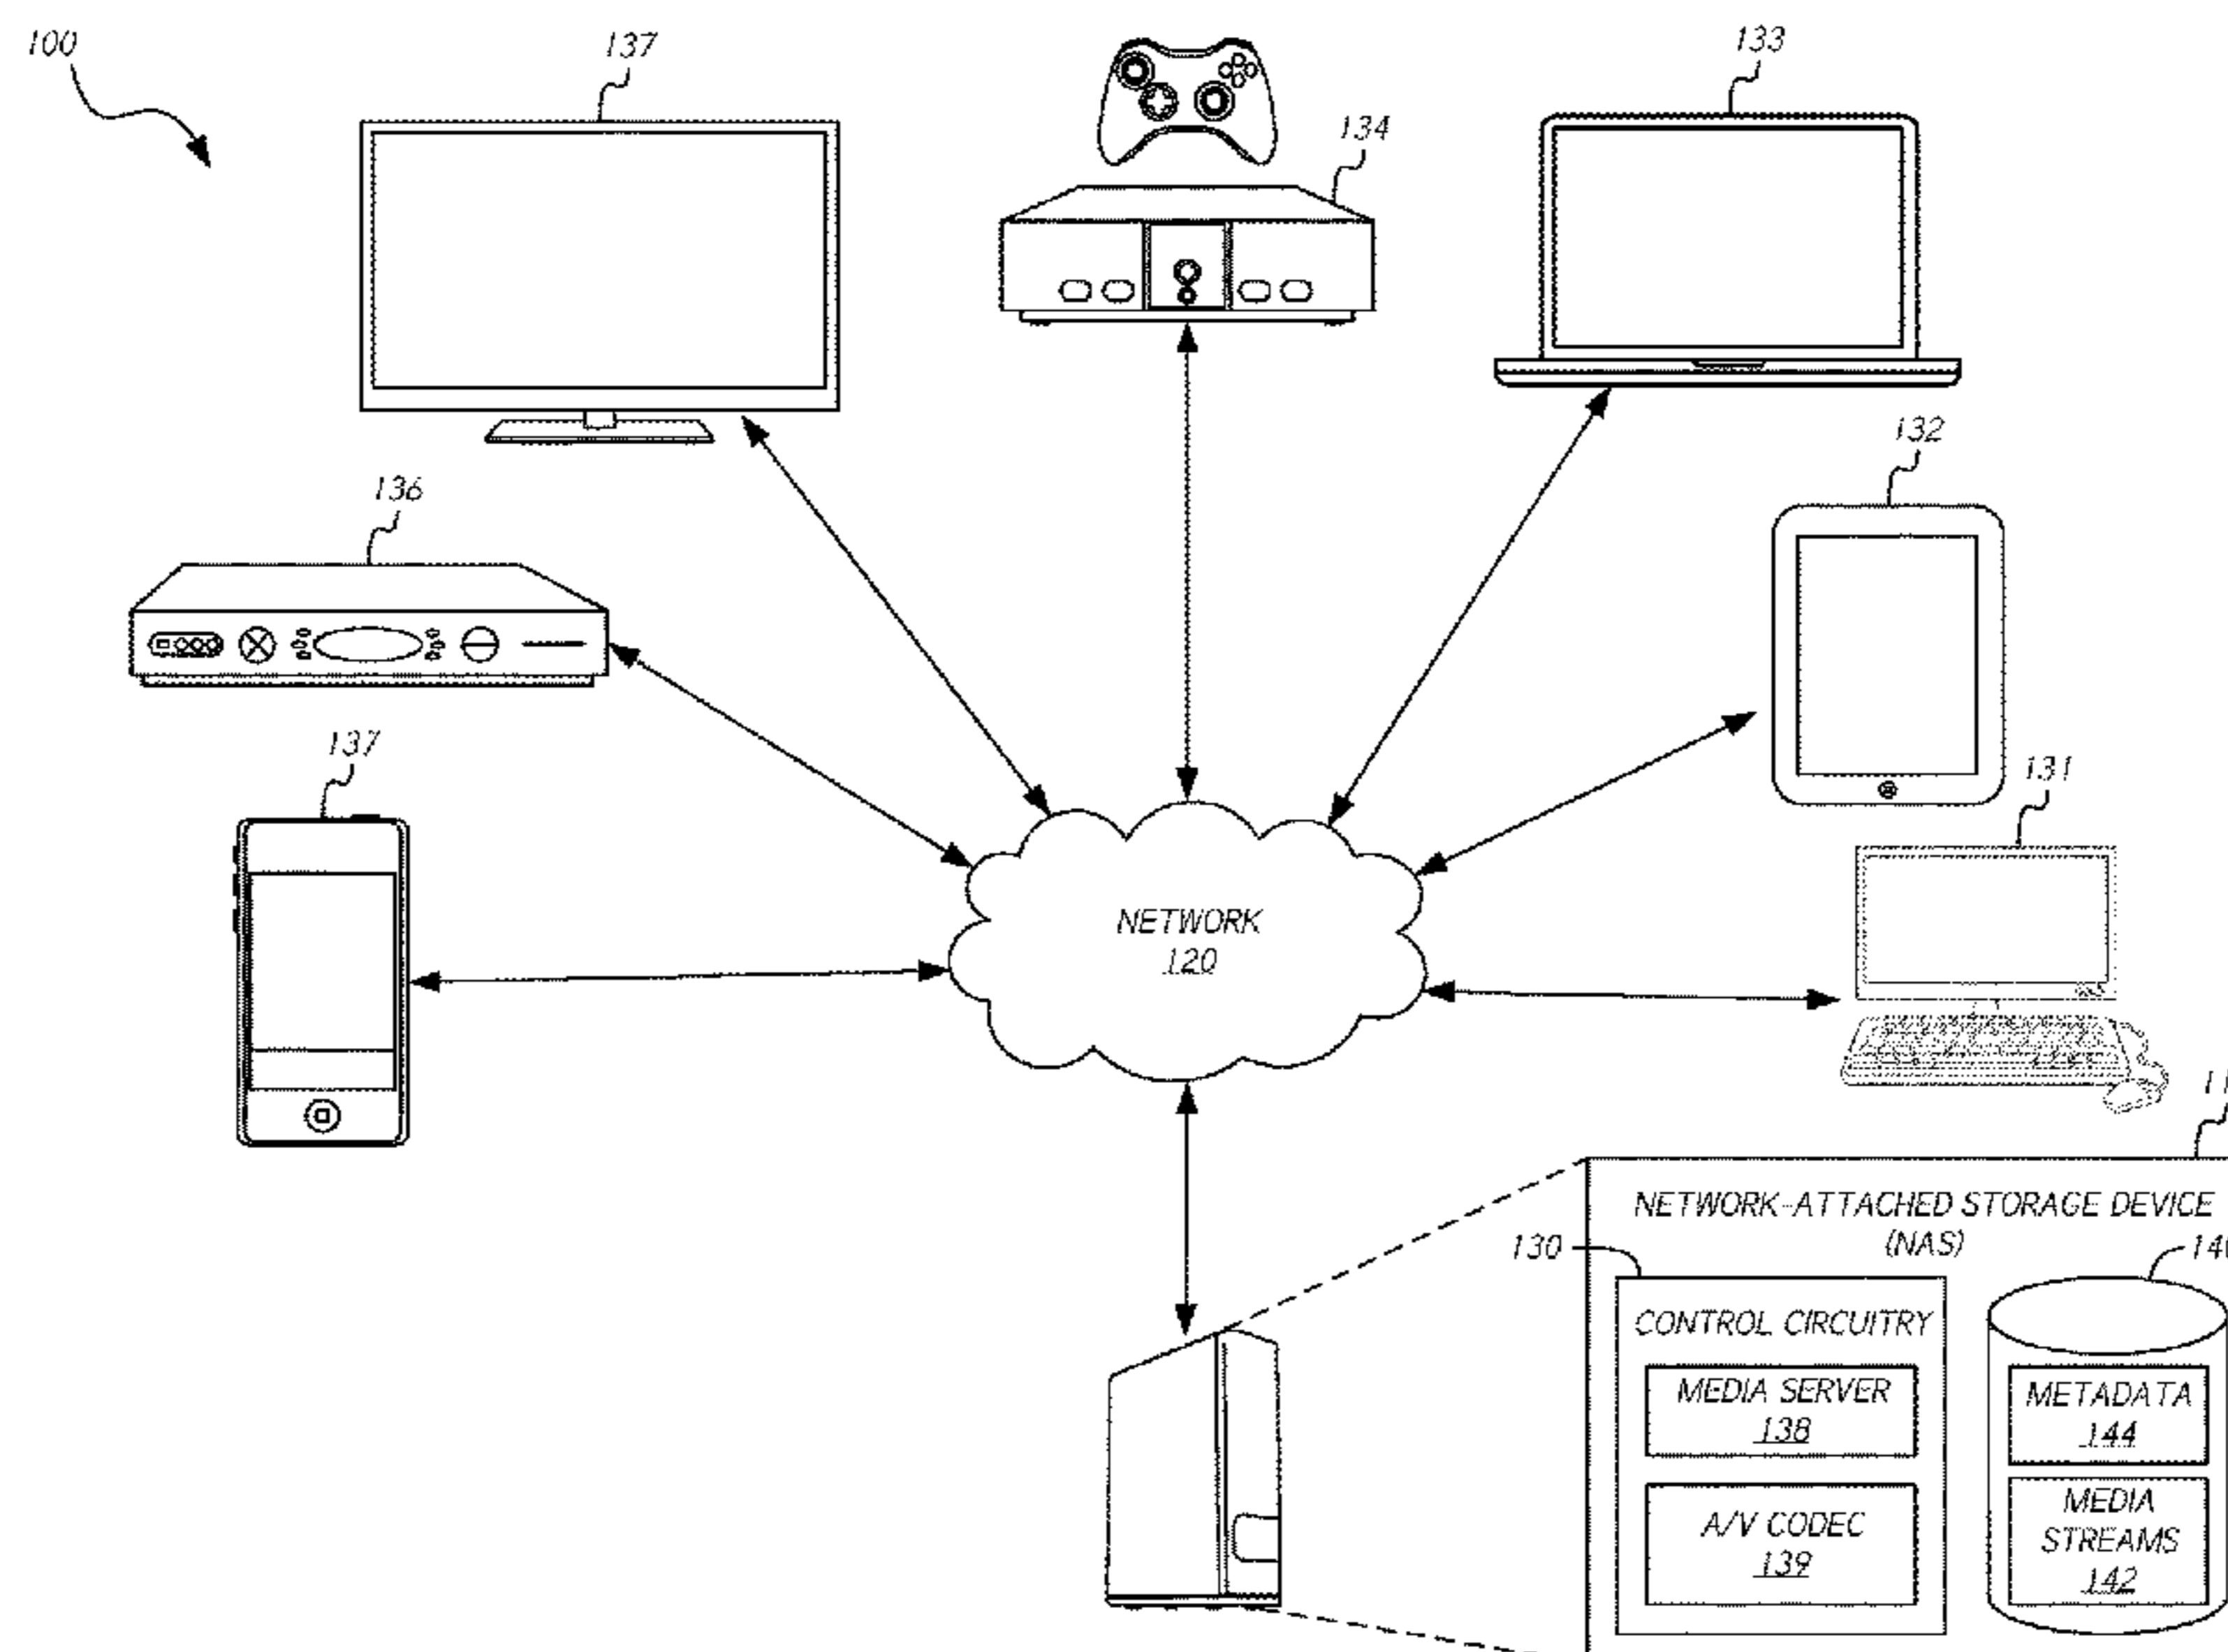 100
137
134
133
136
132
137
131
NETWORK
120
NETWORK-ATTACHED STORAGE DEVICE
(NAS)
130
CONTROL CIRCUITRY
MEDIA SERVER
138
A/V CODEC
139
METADATA
144
MEDIA
STREAMS
142